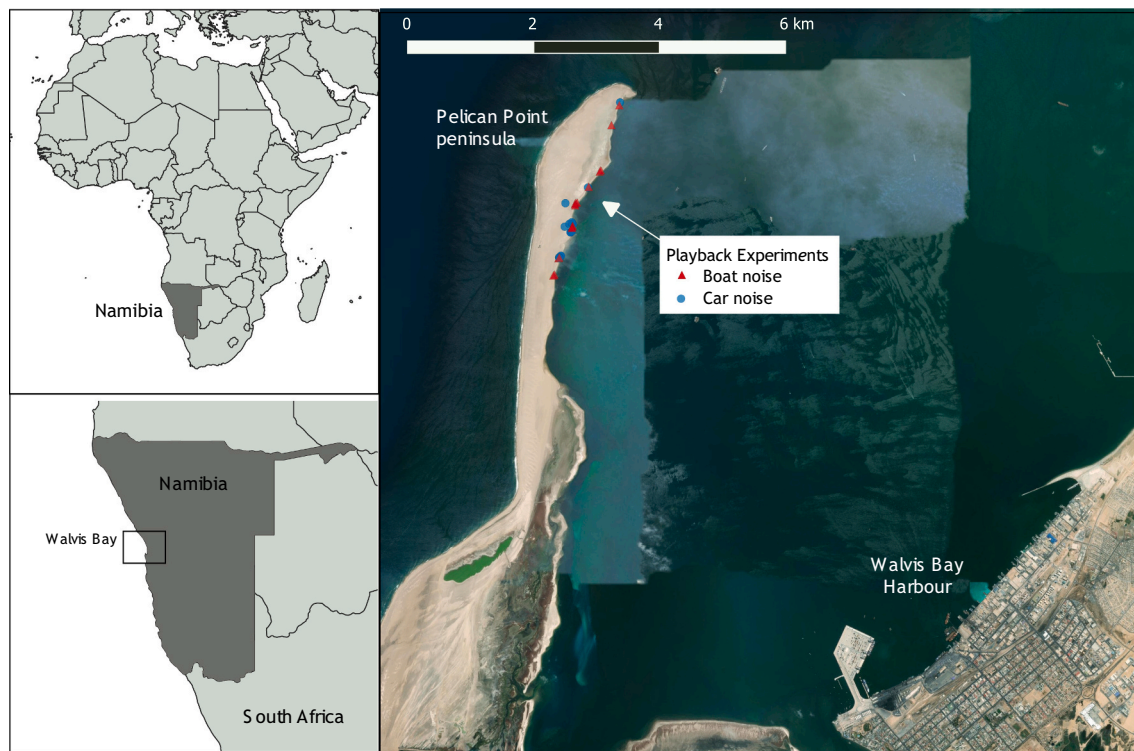 Namibia
Namibia
Walvis Bay
South Africa
0 2 4 6 km
Pelican Point
peninsula
Playback Experiments
Boat noise
Car noise
Walvis Bay
Harbour